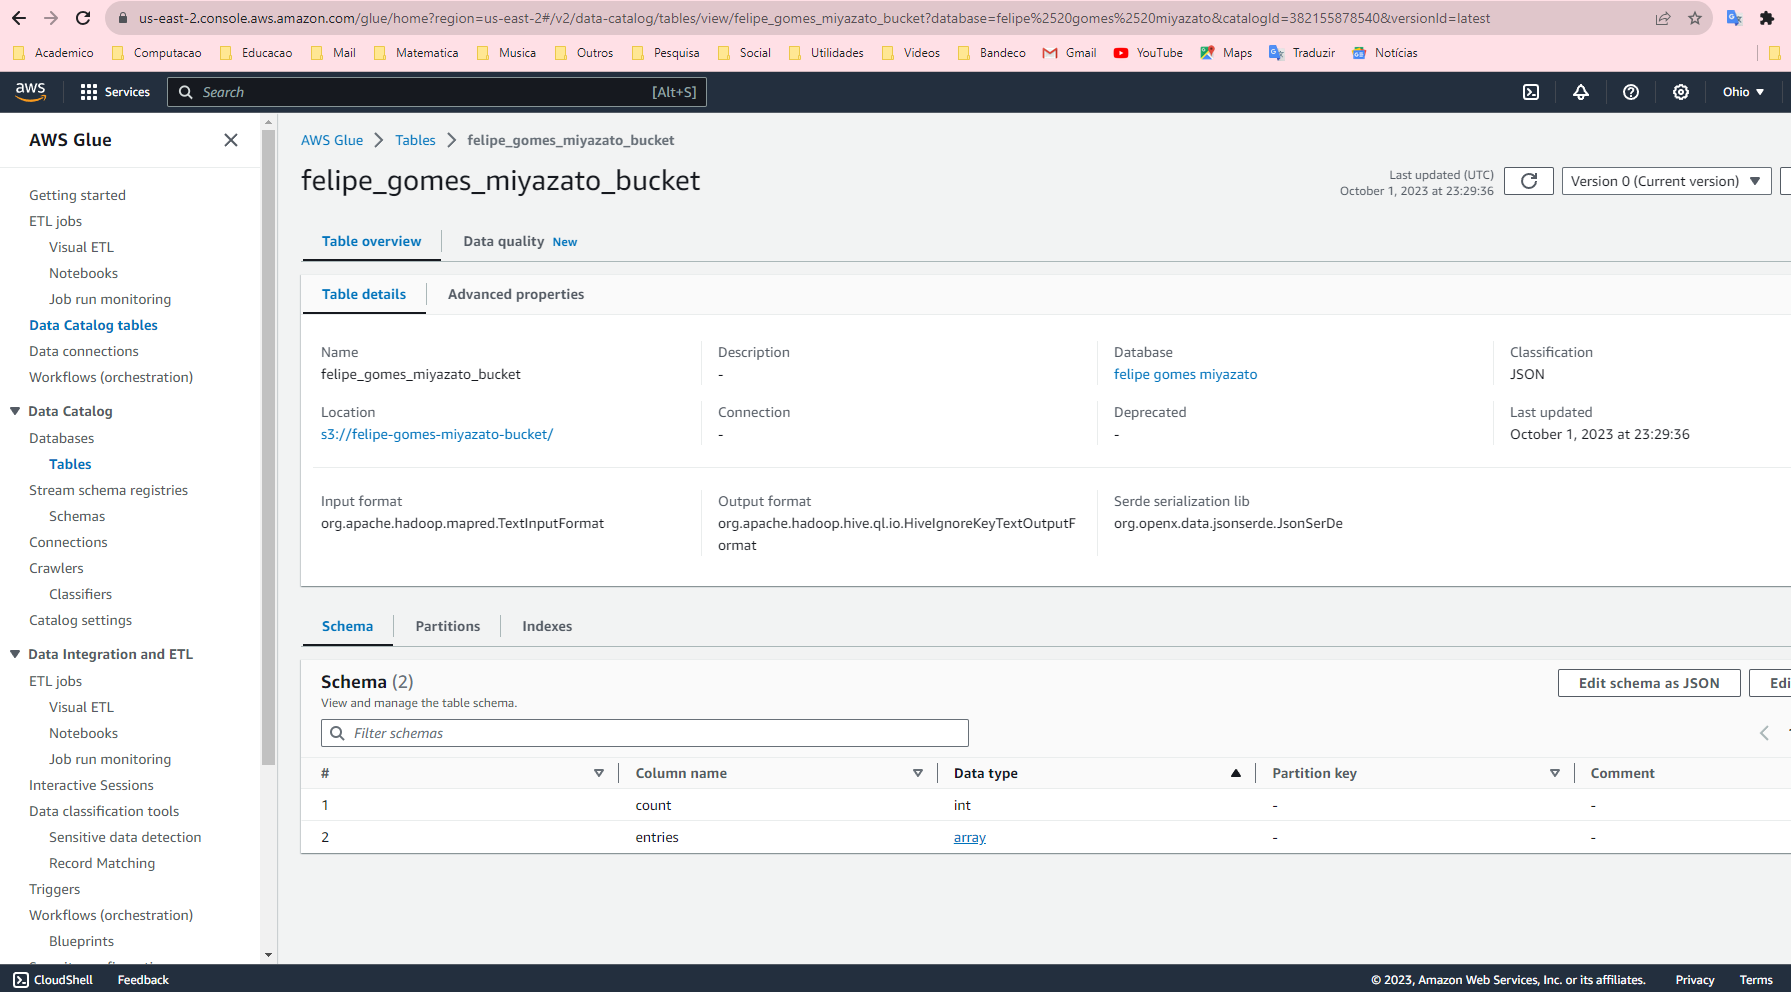 us-east-2.console.aws.amazon.com/glue/home?region=us-east-2#/v2/data-catalog/tables/view/felipe_gomes_miyazato_bucket?database=felipe%2520gomes%2520miyazato&catalogId=382155878540&versionId=latest
Academico Computacao Educacao Mail Matematica Musica Outros Pesquisa Social Utilidades Videos Bandeco Gmail YouTube Maps Traduzir Notícias
aws Services Search [Alt+S] Ohio
AWS Glue
Getting started
ETL jobs
Visual ETL
Notebooks
Job run monitoring
Data Catalog tables
Data connections
Workflows (orchestration)
Data Catalog
Databases
Tables
Stream schema registries
Schemas
Connections
Crawlers
Classifiers
Catalog settings
Data Integration and ETL
ETL jobs
Visual ETL
Notebooks
Job run monitoring
Interactive Sessions
Data classification tools
Sensitive data detection
Record Matching
Triggers
Workflows (orchestration)
Blueprints
AWS Glue Tables felipe_gomes_miyazato_bucket
felipe_gomes_miyazato_bucket
Last updated (UTC)
October 1, 2023 at 23:29:36
Version 0 (Current version)
Table overview Data quality New
Table details Advanced properties
Name Description Database Classification
felipe_gomes_miyazato_bucket - felipe gomes miyazato JSON
Location Connection Deprecated Last updated
s3://felipe-gomes-miyazato-bucket/ - - October 1, 2023 at 23:29:36
Input format Output format Serde serialization lib
org.apache.hadoop.mapred.TextInputFormat org.apache.hadoop.hive.ql.io.HiveIgnoreKeyTextOutputF org.openx.data.jsonserde.JsonSerDe
ormat
Schema Partitions Indexes
Schema (2)
View and manage the table schema.
Edit schema as JSON Edi
Filter schemas
# Column name Data type Partition key Comment
1 count int - -
2 entries array - -
CloudShell Feedback © 2023, Amazon Web Services, Inc. or its affiliates. Privacy Terms